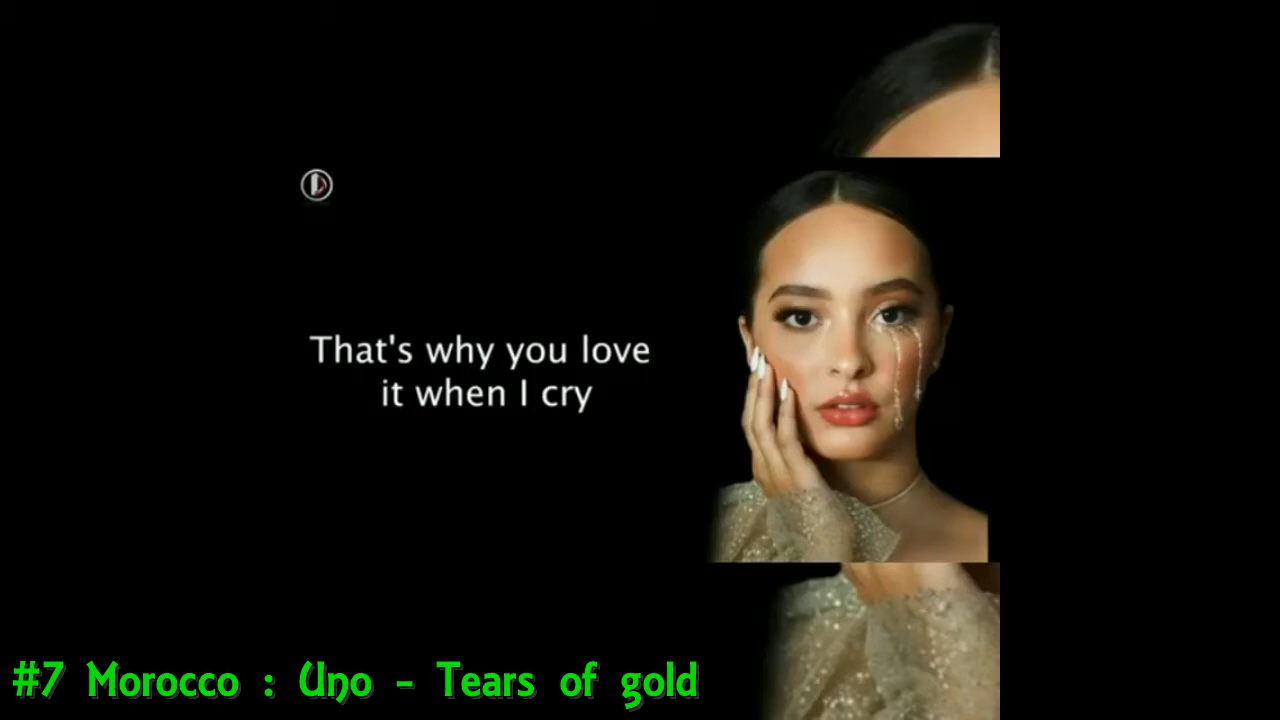 That's why you love
it when I cry
#7 Morocco : Uno - Tears of gold